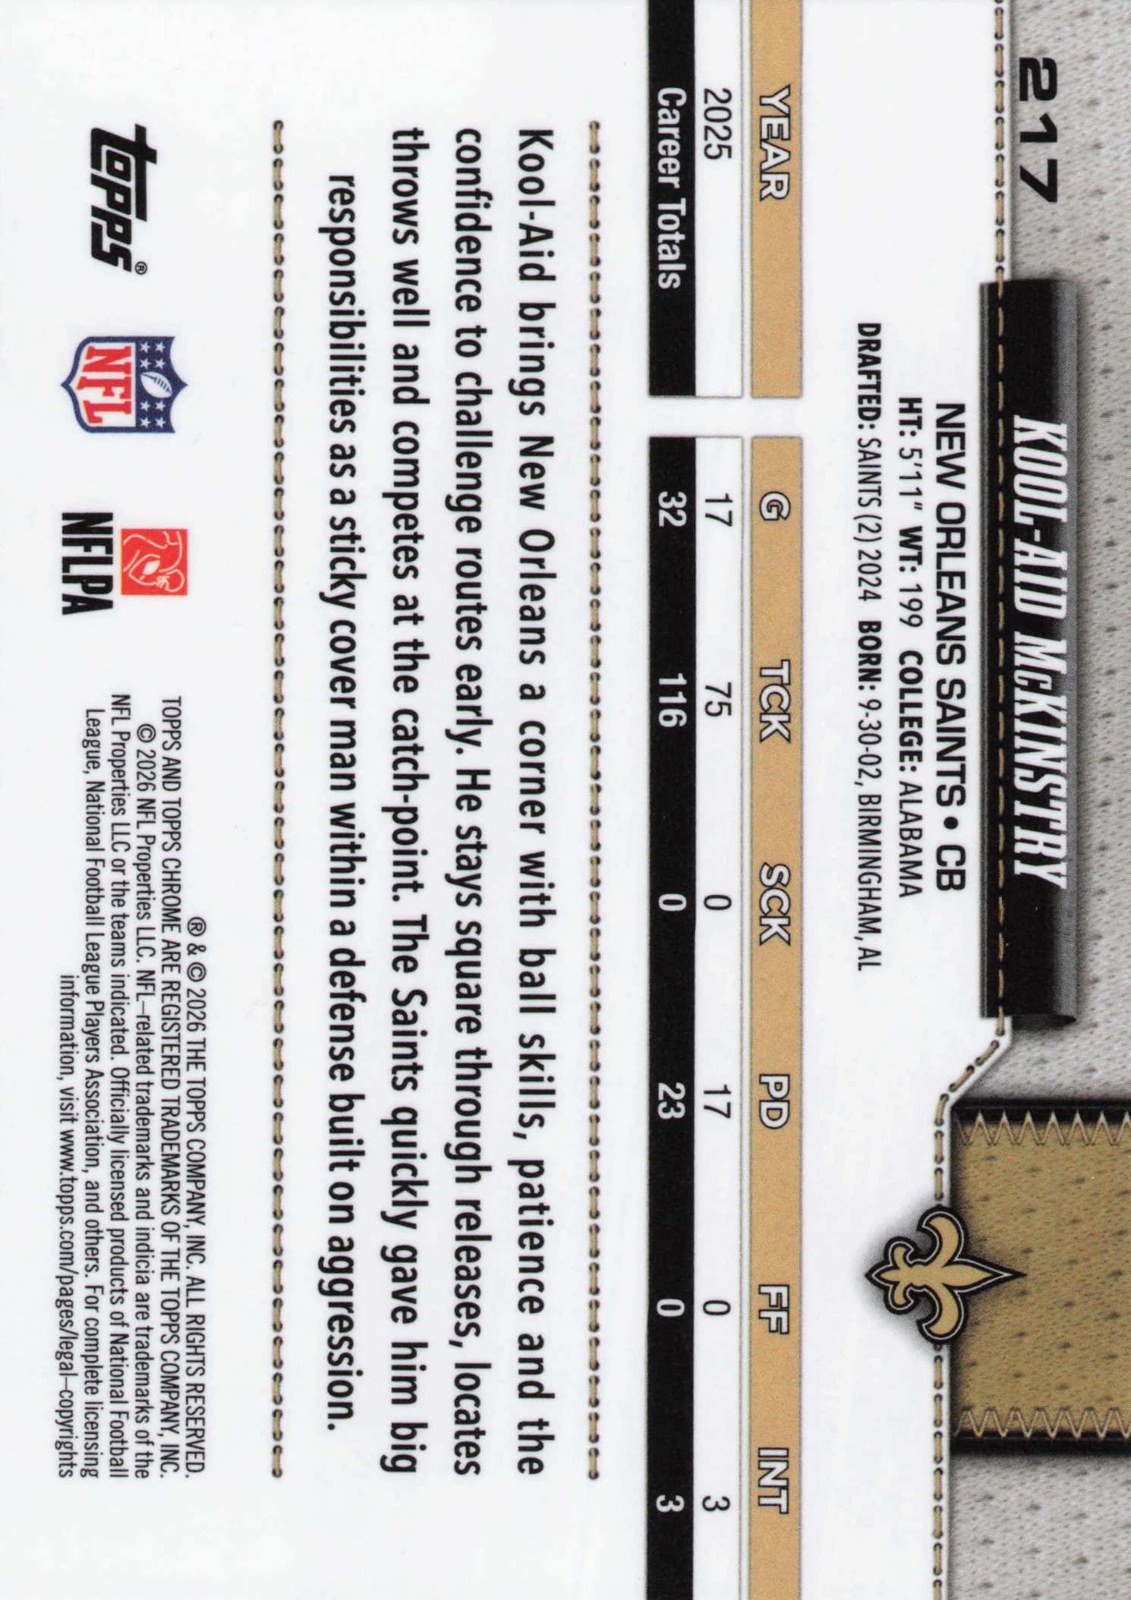 217
KOOL-AID McKINSTRY
NEW ORLEANS SAINTS • CB
HT: 5'11" WT: 199 COLLEGE: ALABAMA
DRAFTED: SAINTS (2) 2024 BORN: 9-30-02, BIRMINGHAM, AL
YEAR G TCK SCK PD FF INT
2025 17 75 0 17 0 3
Career Totals 32 116 0 23 0 3
Kool-Aid brings New Orleans a corner with ball skills, patience and the
confidence to challenge routes early. He stays square through releases, locates
throws well and competes at the catch-point. The Saints quickly gave him big
responsibilities as a sticky cover man within a defense built on aggression.
topps®
NFL
NFLPA
® & © 2026 THE TOPPS COMPANY, INC. ALL RIGHTS RESERVED.
TOPPS AND TOPPS CHROME ARE REGISTERED TRADEMARKS OF THE TOPPS COMPANY, INC.
© 2026 NFL Properties LLC. NFL-related trademarks and indicia are trademarks of the
NFL Properties LLC or the teams indicated. Officially licensed products of National Football
League, National Football League Players Association, and others. For complete licensing
information, visit www.topps.com/pages/legal-copyrights